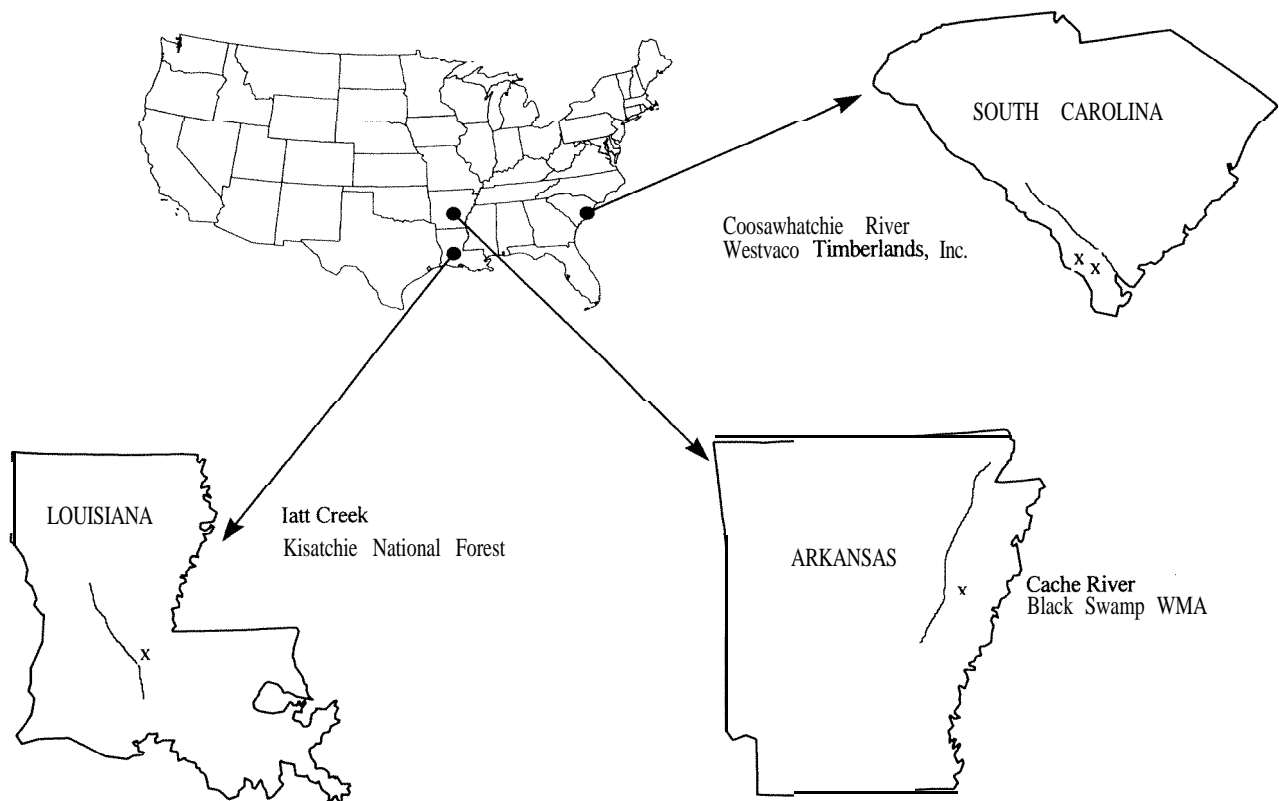 SOUTH CAROLINA
Coosawhatchie River
Westvaco Timberlands, Inc.
x x
LOUISIANA
Iatt Creek
Kisatchie National Forest
x
ARKANSAS
x
Cache River
Black Swamp WMA